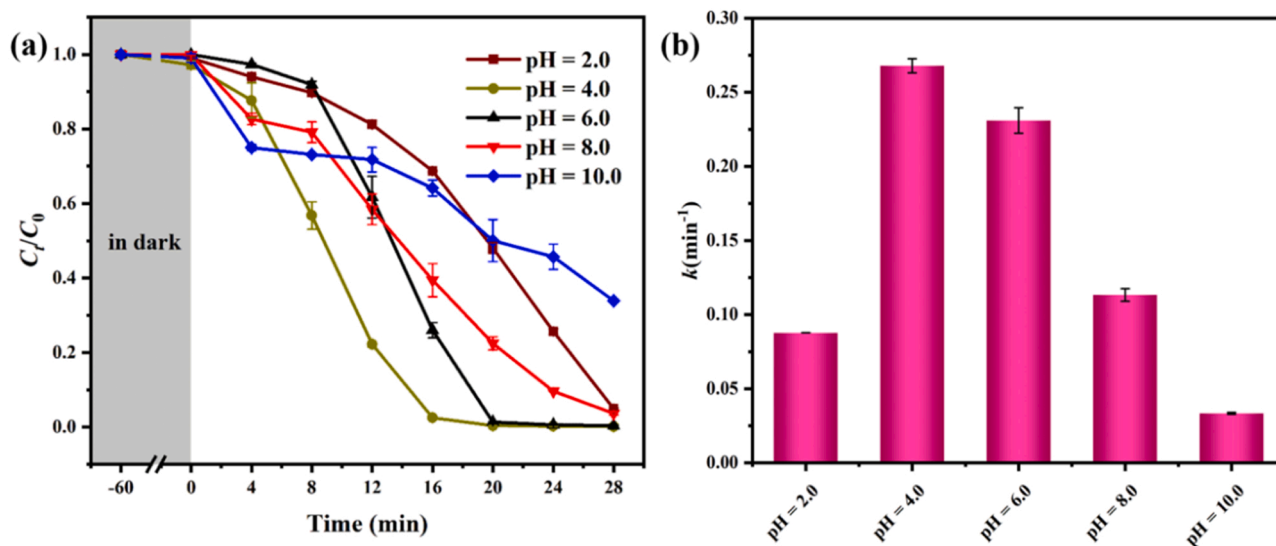 (a)
1.0
0.8
0.6
0.4
0.2
0.0
Ct/C0
in dark
pH = 2.0
pH = 4.0
pH = 6.0
pH = 8.0
pH = 10.0
-60 0 4 8 12 16 20 24 28
Time (min)
(b)
0.30
0.25
0.20
0.15
0.10
0.05
0.00
k(min⁻¹)
pH = 2.0
pH = 4.0
pH = 6.0
pH = 8.0
pH = 10.0